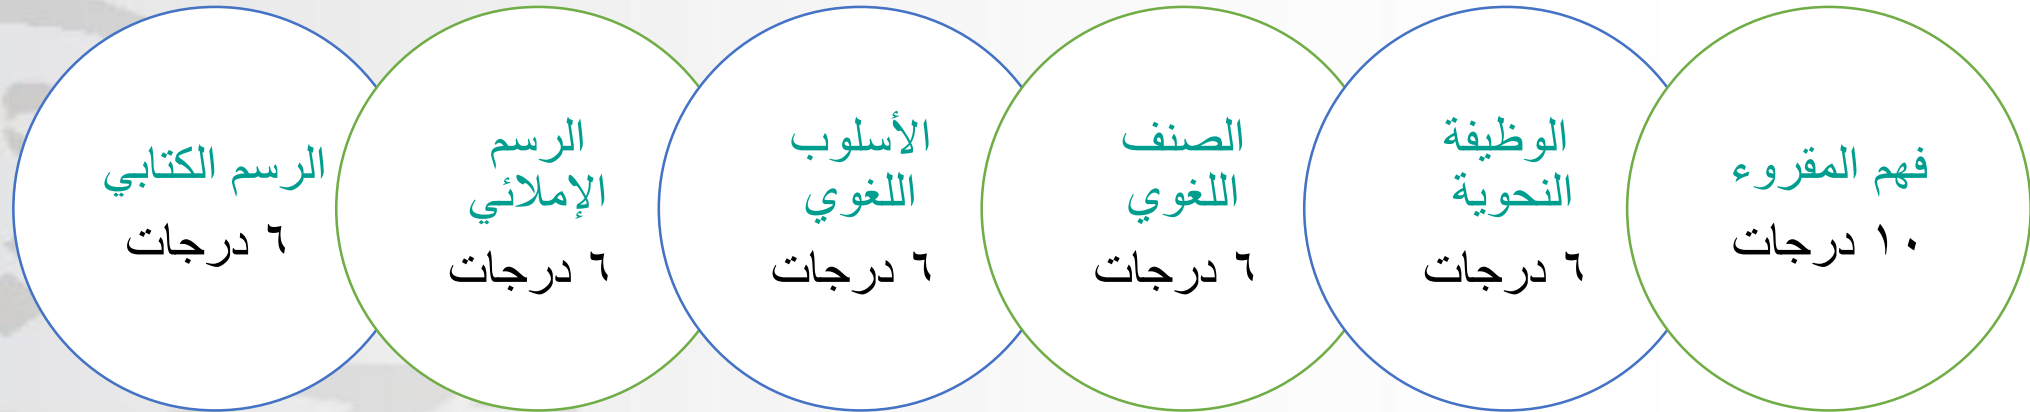 فهم المقروء
١٠ درجات
الوظيفة
النحوية
٦ درجات
الصنف
اللغوي
٦ درجات
الأسلوب
اللغوي
٦ درجات
الرسم
الإملائي
٦ درجات
الرسم الكتابي
٦ درجات